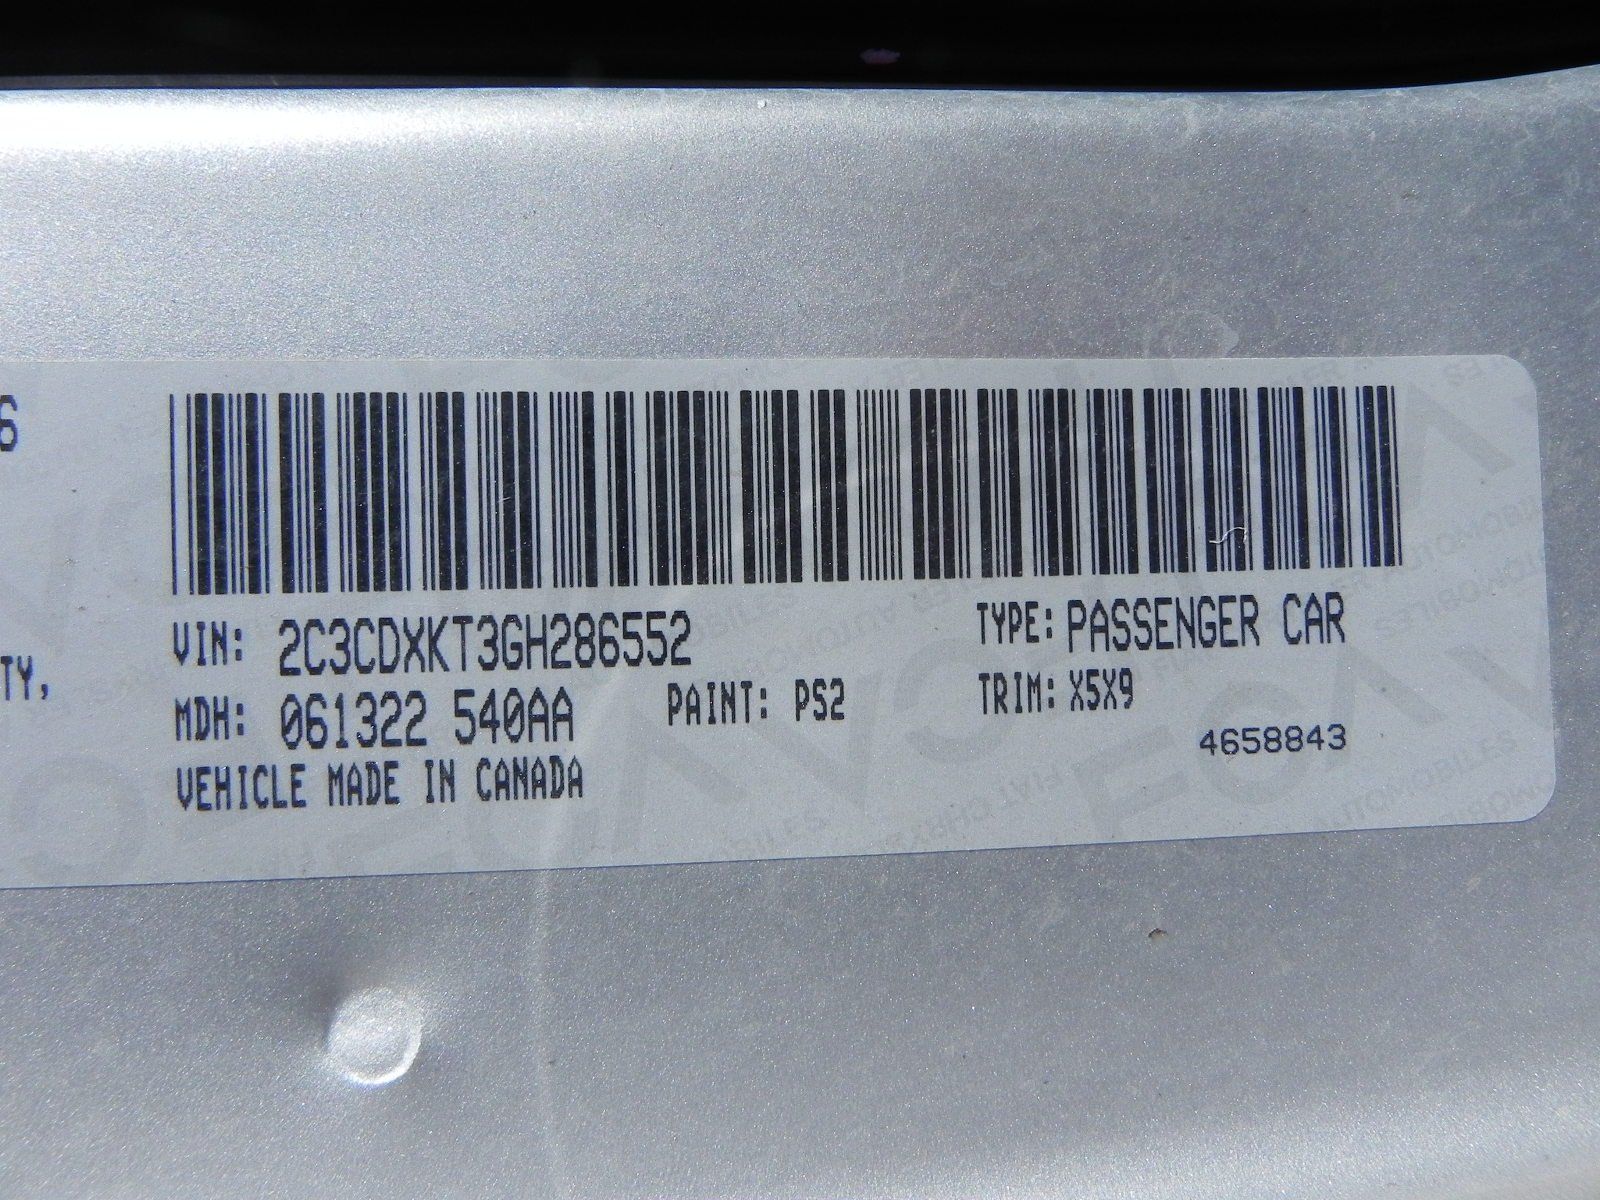 6
TY,
VIN: 2C3CDXKT3GH286552
TYPE: PASSENGER CAR
MDH: 061322 540AA
PAINT: PS2
TRIM: X5X9
4658843
VEHICLE MADE IN CANADA